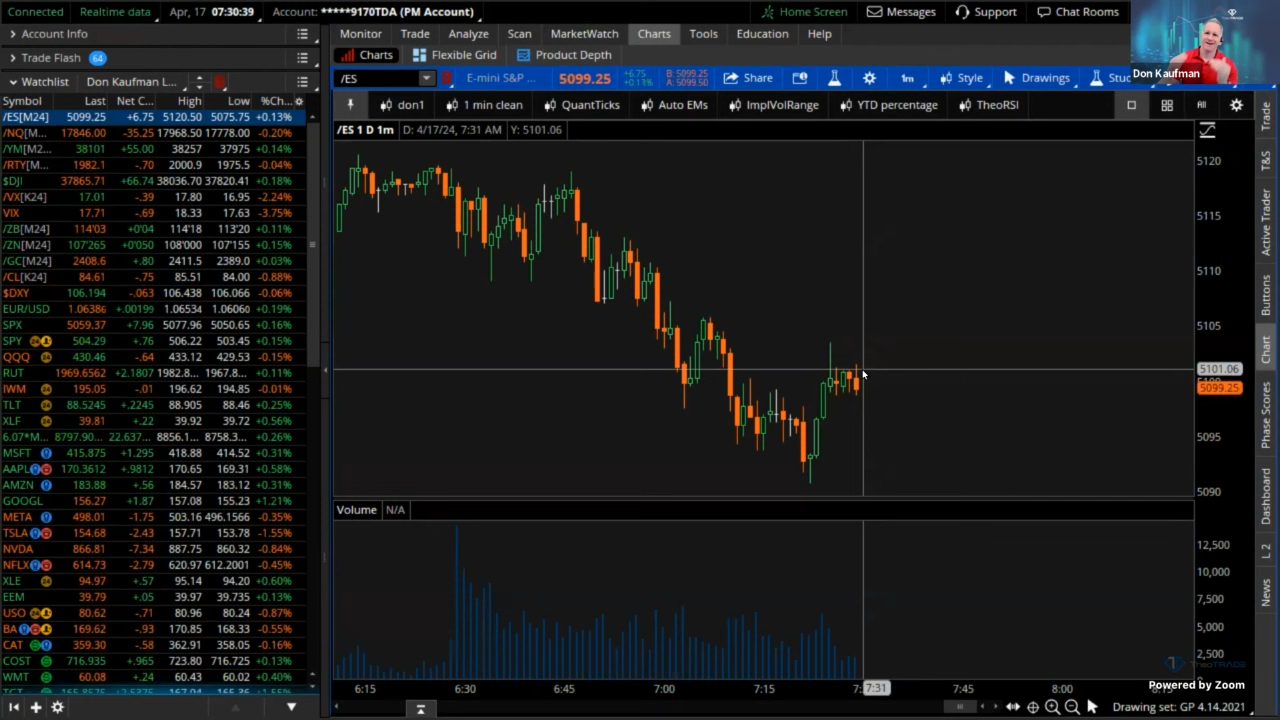 Connected Realtime data Apr, 17 07:30:39 Account: *****9170TDA (PM Account) Home Screen Messages Support Chat Rooms
Account Info
Trade Flash 64
Watchlist Don Kaufman L...
Symbol Last Net C... High Low %Ch...
/ES[M24] 5099.25 +6.75 5120.50 5075.75 +0.13%
/NQ[M... 17846.00 -35.25 17968.50 17778.00 -0.20%
/YM[M2... 38101 +55.00 38257 37975 +0.14%
/RTY[M... 1982.1 -.70 2000.9 1975.5 -0.04%
$DJI 37865.71 +66.74 38036.70 37820.41 +0.18%
/VX[K24] 17.01 -.39 17.80 16.95 -2.24%
VIX 17.71 -.69 18.33 17.63 -3.75%
/ZB[M24] 114'03 +0'04 114'18 113'20 +0.11%
/ZN[M24] 107'265 +0'050 108'000 107'155 +0.15%
/GC[M24] 2408.6 +.80 2411.5 2389.0 +0.03%
/CL[K24] 84.61 -.75 85.51 84.00 -0.88%
$DXY 106.194 -.063 106.438 106.066 -0.06%
EUR/USD 1.06386 +.00199 1.06534 1.06060 +0.19%
SPX 5059.37 +7.96 5077.96 5050.65 +0.16%
SPY 504.29 +.76 506.22 503.45 +0.15%
QQQ 430.46 -.64 433.12 429.53 -0.15%
RUT 1969.6562 +2.1807 1982.8... 1967.8... +0.11%
IWM 195.05 -.01 196.62 194.85 -0.01%
TLT 88.5245 +.2245 88.905 88.46 +0.25%
XLF 39.81 +.22 39.92 39.72 +0.56%
6.07*M... 8797.90... 22.637... 8856.1... 8758.3... +0.26%
MSFT 415.875 +1.295 418.88 414.52 +0.31%
AAPL 170.3612 +.9812 170.65 169.31 +0.58%
AMZN 183.88 +.56 184.57 183.12 +0.31%
GOOGL 156.27 +1.87 157.08 155.23 +1.21%
META 498.01 -1.75 503.16 496.1566 -0.35%
TSLA 154.68 -2.43 157.71 153.78 -1.55%
NVDA 866.81 -7.34 887.75 860.32 -0.84%
NFLX 614.73 -2.79 620.97 612.2001 -0.45%
XLE 94.97 +.57 95.14 94.20 +0.60%
EEM 39.79 +.05 39.97 39.735 +0.13%
USO 80.62 -.71 80.96 80.24 -0.87%
BA 169.62 -.93 170.85 168.33 -0.55%
CAT 359.30 -.58 362.91 358.05 -0.16%
COST 716.935 +.965 723.80 716.725 +0.13%
WMT 60.08 +.24 60.43 60.02 +0.40%
Monitor Trade Analyze Scan MarketWatch Charts Tools Education Help
Charts Flexible Grid Product Depth
/ES E-mini S&P ... 5099.25 +6.75 +0.13% B: 5099.25 A: 5099.50 Share 1m Style Drawings Stuc
don1 1 min clean QuantTicks Auto EMs ImplVolRange YTD percentage TheoRSI All
/ES 1 D 1m D: 4/17/24, 7:31 AM Y: 5101.06
5120
5115
5110
5105
5101.06
5099.25
5095
5090
Volume N/A
12,500
10,000
7,500
5,000
2,500
6:15 6:30 6:45 7:00 7:15 7:31 7:45 8:00 8:15
Drawing set: GP 4.14.2021
Trade
T&S
Active Trader
Buttons
Chart
Phase Scores
Dashboard
L 2
News
Don Kaufman
THEOTRADE
Powered by Zoom